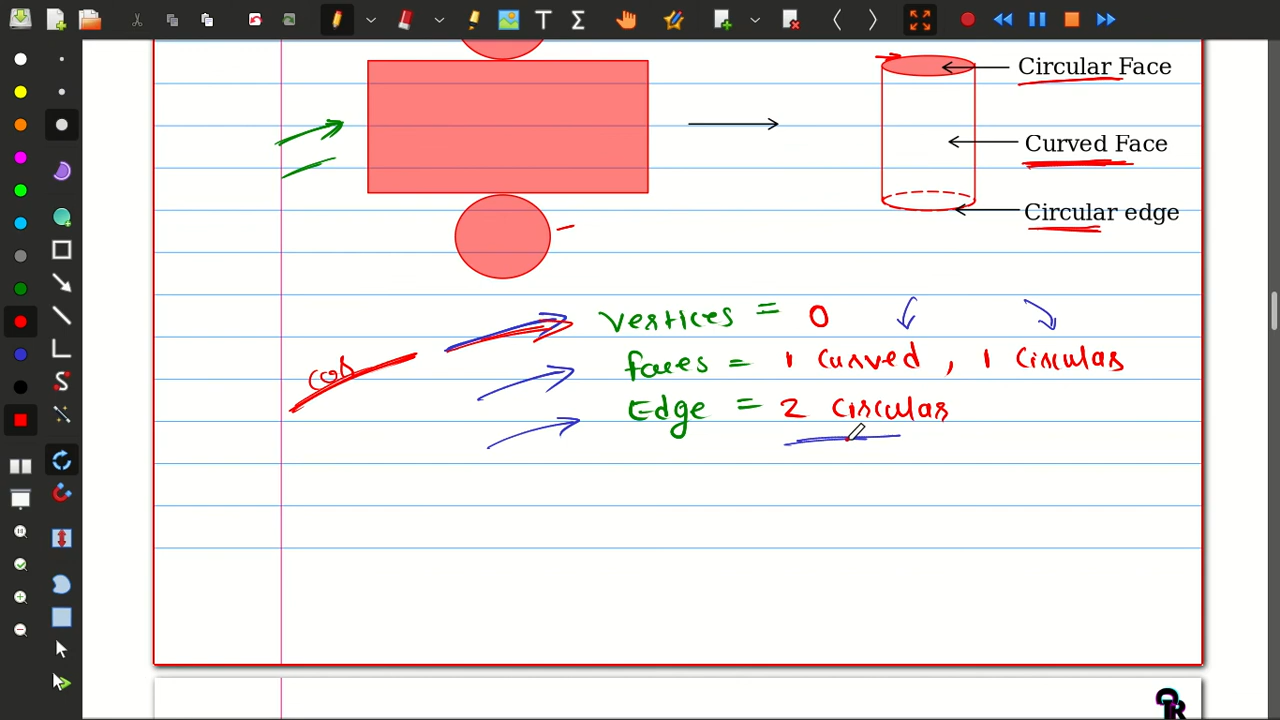 Circular Face
Curved Face
Circular edge
Vertices = 0
faces = 1 curved , 1 Circular
Edge = 2 circular